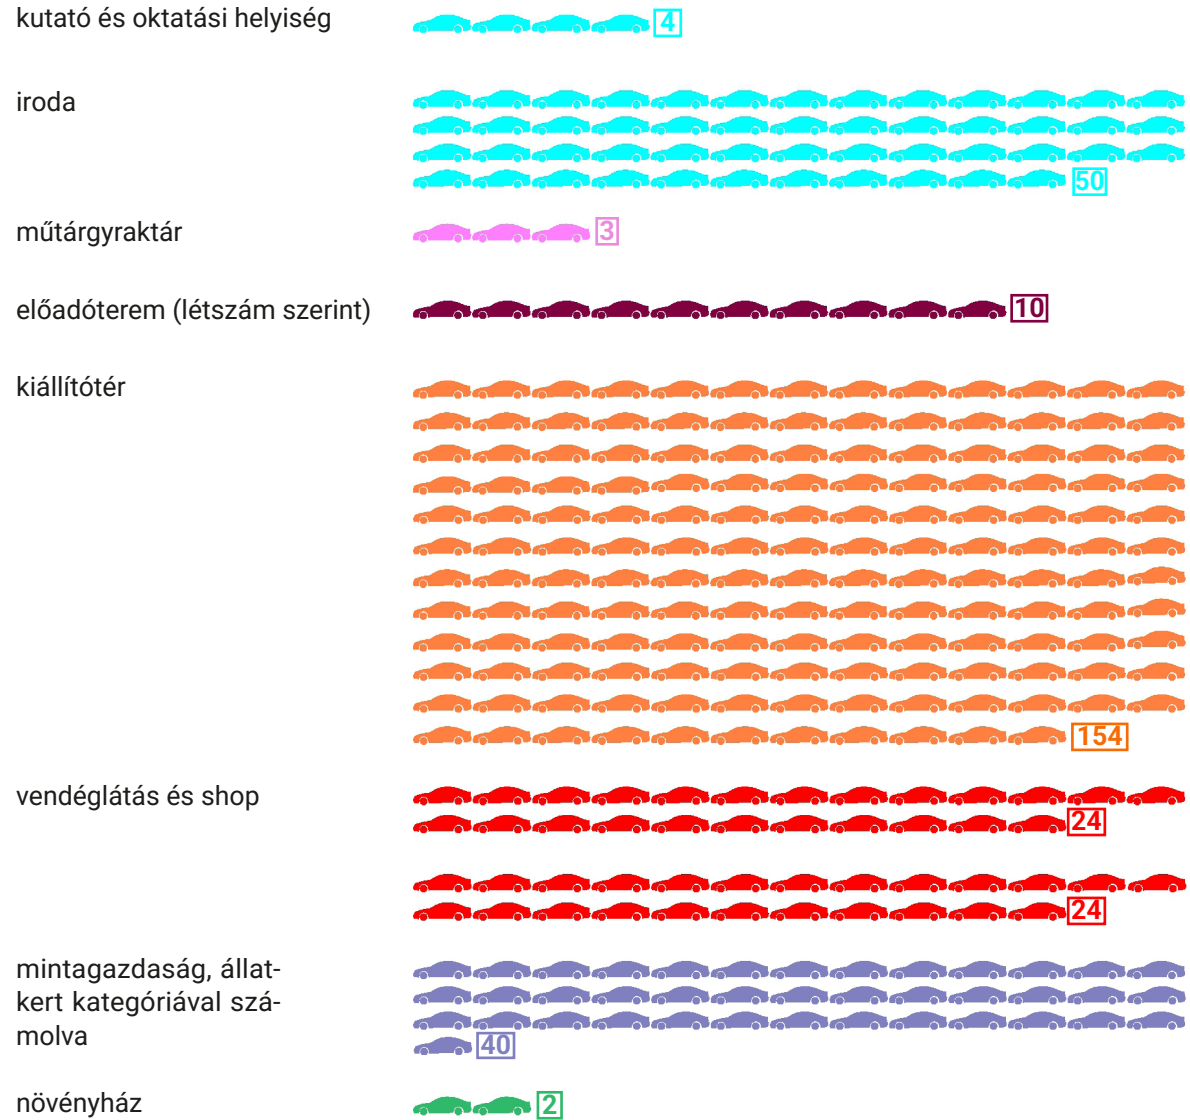 kutató és oktatási helyiség
4
iroda
50
műtárgyraktár
3
előadóterem (létszám szerint)
10
kiállítótér
154
vendéglátás és shop
24
24
mintagazdaság, állat-
kert kategóriával szá-
molva
40
növényház
2